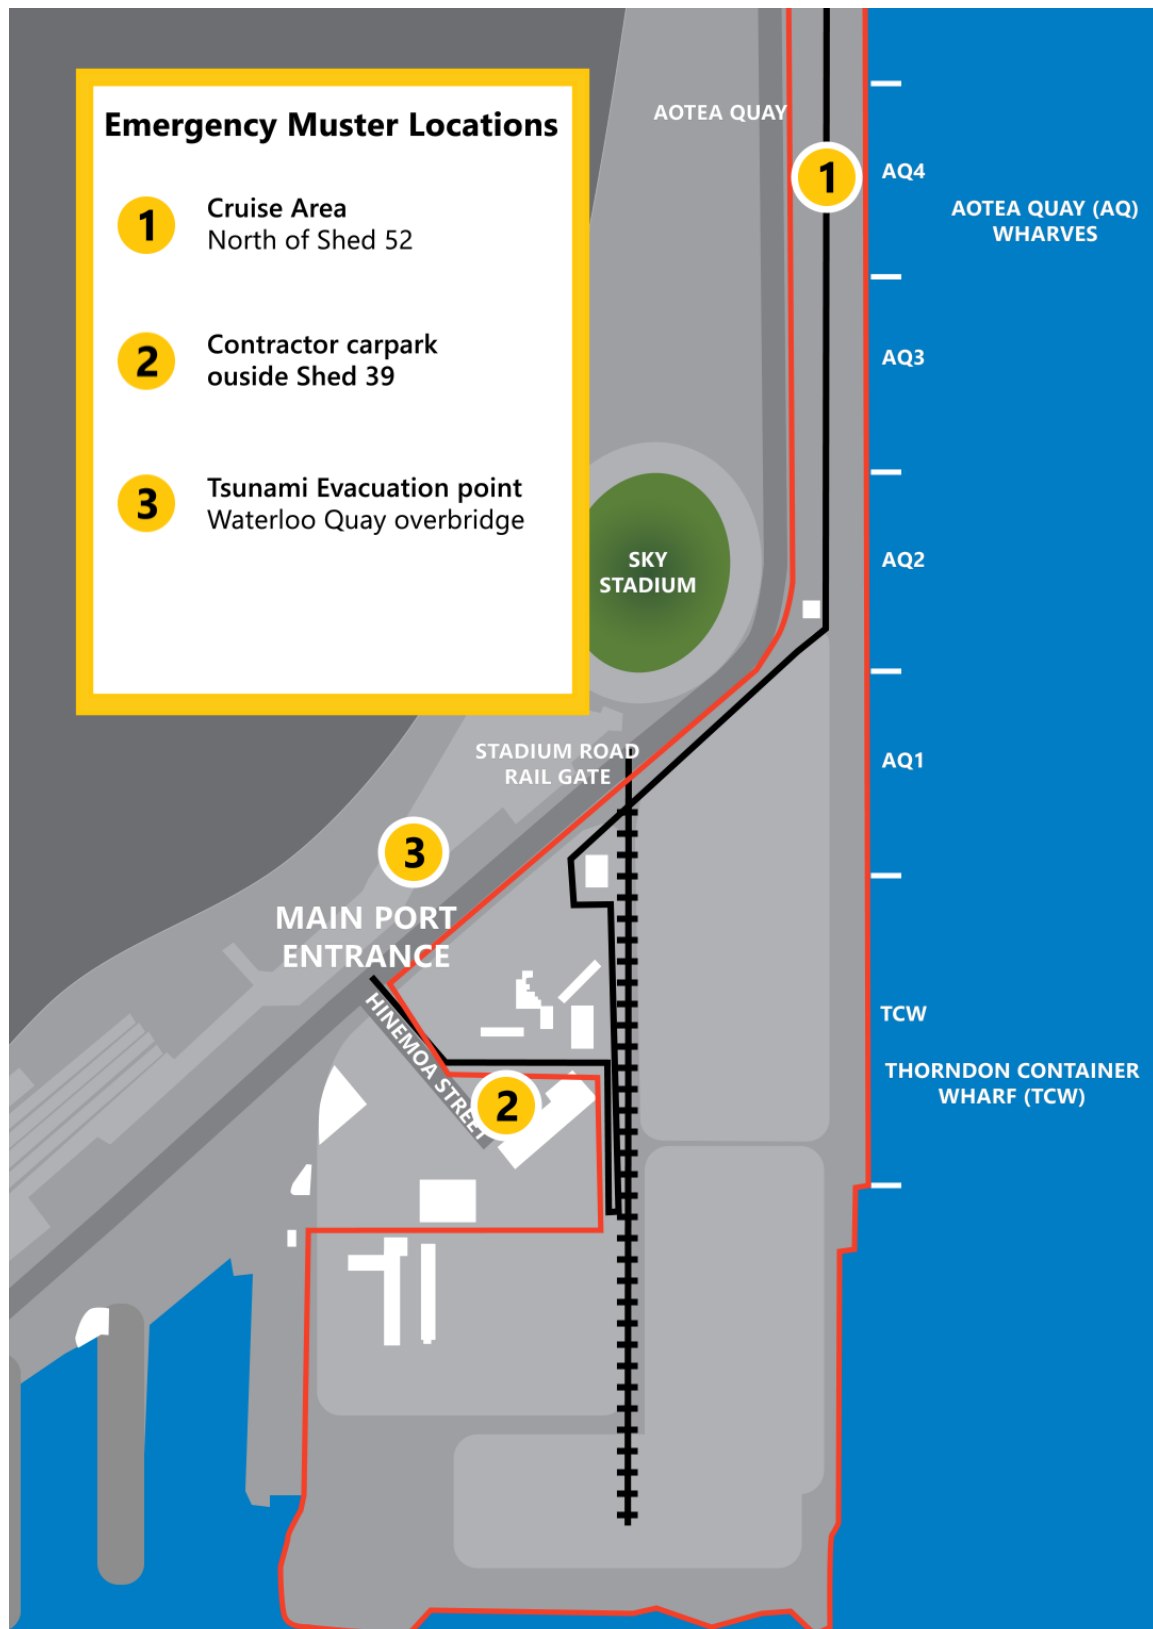 Emergency Muster Locations
1
Cruise Area
North of Shed 52
2
Contractor carpark
ouside Shed 39
3
Tsunami Evacuation point
Waterloo Quay overbridge
AOTEA QUAY
1
AQ4
AOTEA QUAY (AQ)
WHARVES
AQ3
SKY
STADIUM
AQ2
STADIUM ROAD
RAIL GATE
AQ1
3
MAIN PORT
ENTRANCE
HINEMOA STREET
2
TCW
THORNDON CONTAINER
WHARF (TCW)